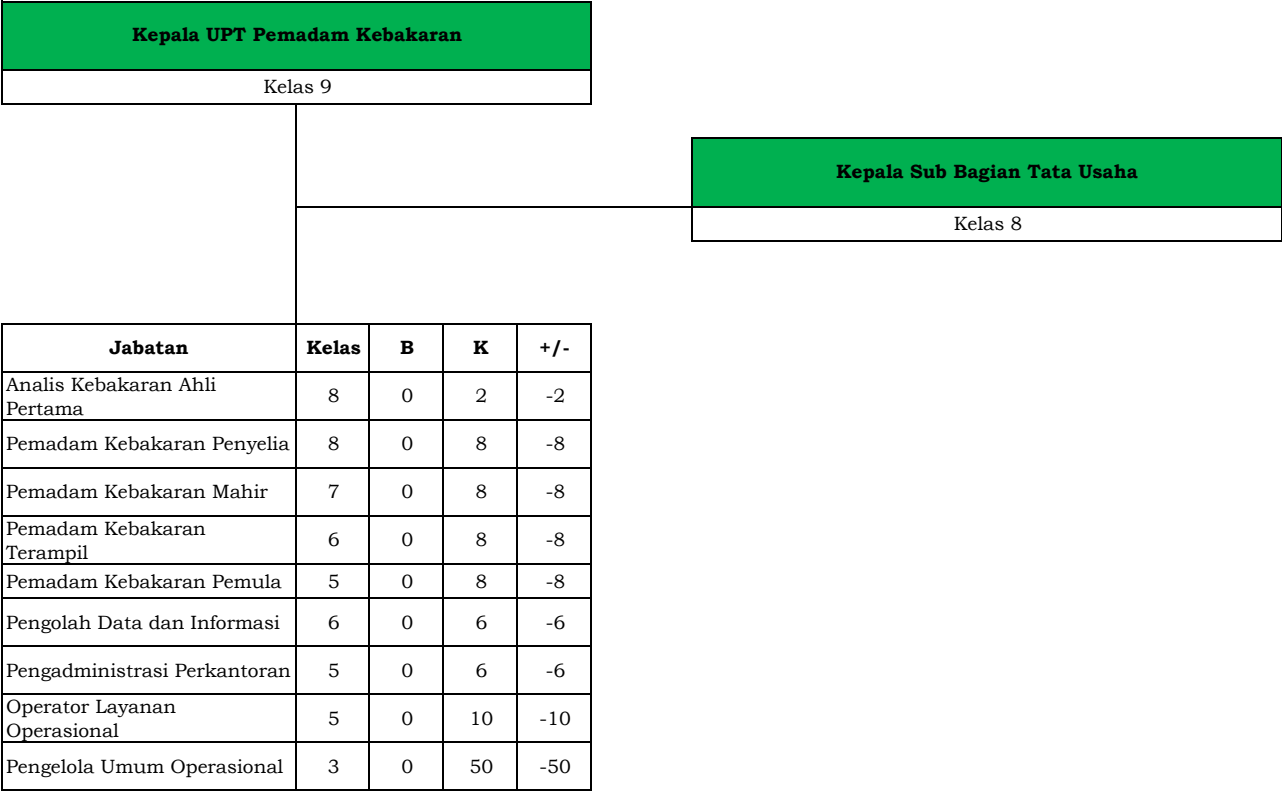 Kepala UPT Pemadam Kebakaran
Kelas 9
Kepala Sub Bagian Tata Usaha
Kelas 8
Jabatan Kelas B K +/-
Analis Kebakaran Ahli
Pertama 8 0 2 -2
Pemadam Kebakaran Penyelia 8 0 8 -8
Pemadam Kebakaran Mahir 7 0 8 -8
Pemadam Kebakaran
Terampil 6 0 8 -8
Pemadam Kebakaran Pemula 5 0 8 -8
Pengolah Data dan Informasi 6 0 6 -6
Pengadministrasi Perkantoran 5 0 6 -6
Operator Layanan
Operasional 5 0 10 -10
Pengelola Umum Operasional 3 0 50 -50